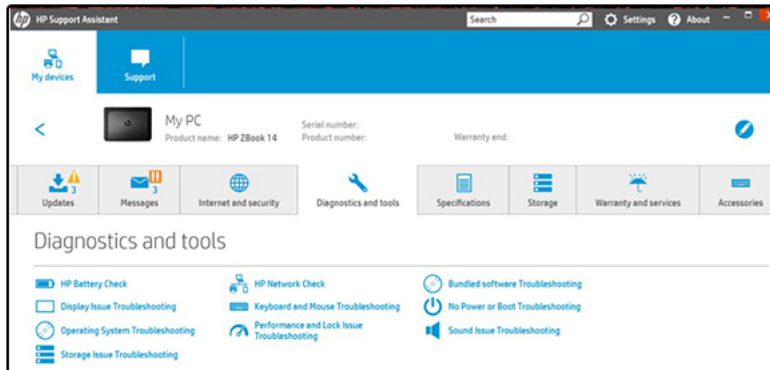 hp HP Support Assistant Search Settings ? About
My devices Support
My PC
Product name: HP ZBook 14
Serial number:
Product number:
Warranty end:
3 3
Updates Messages Internet and security Diagnostics and tools Specifications Storage Warranty and services Accessories
Diagnostics and tools
HP Battery Check HP Network Check Bundled software Troubleshooting
Display Issue Troubleshooting Keyboard and Mouse Troubleshooting No Power or Boot Troubleshooting
Operating System Troubleshooting Performance and Lock Issue
Troubleshooting Sound Issue Troubleshooting
Storage Issue Troubleshooting